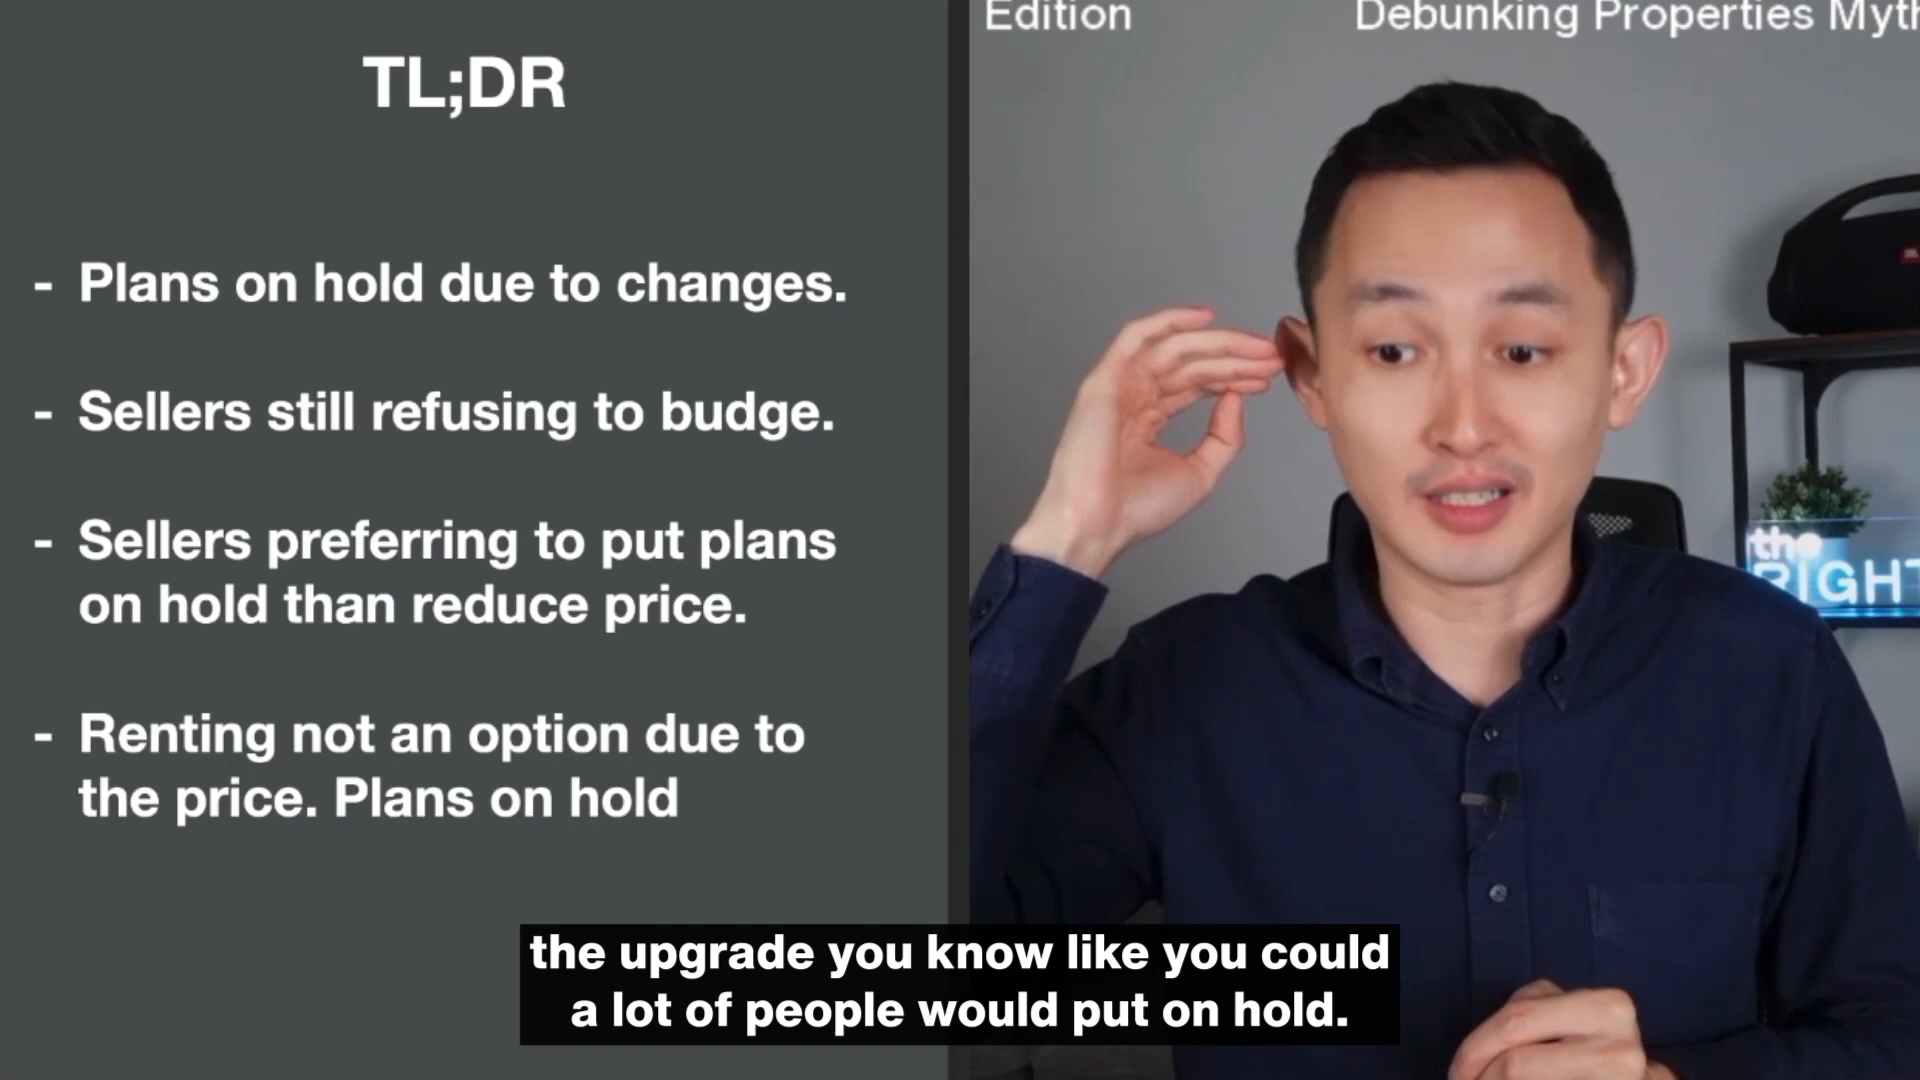 Edition Debunking Properties Myth
TL;DR
- Plans on hold due to changes.
- Sellers still refusing to budge.
- Sellers preferring to put plans
on hold than reduce price.
- Renting not an option due to
the price. Plans on hold
the
RIGHT
the upgrade you know like you could
a lot of people would put on hold.